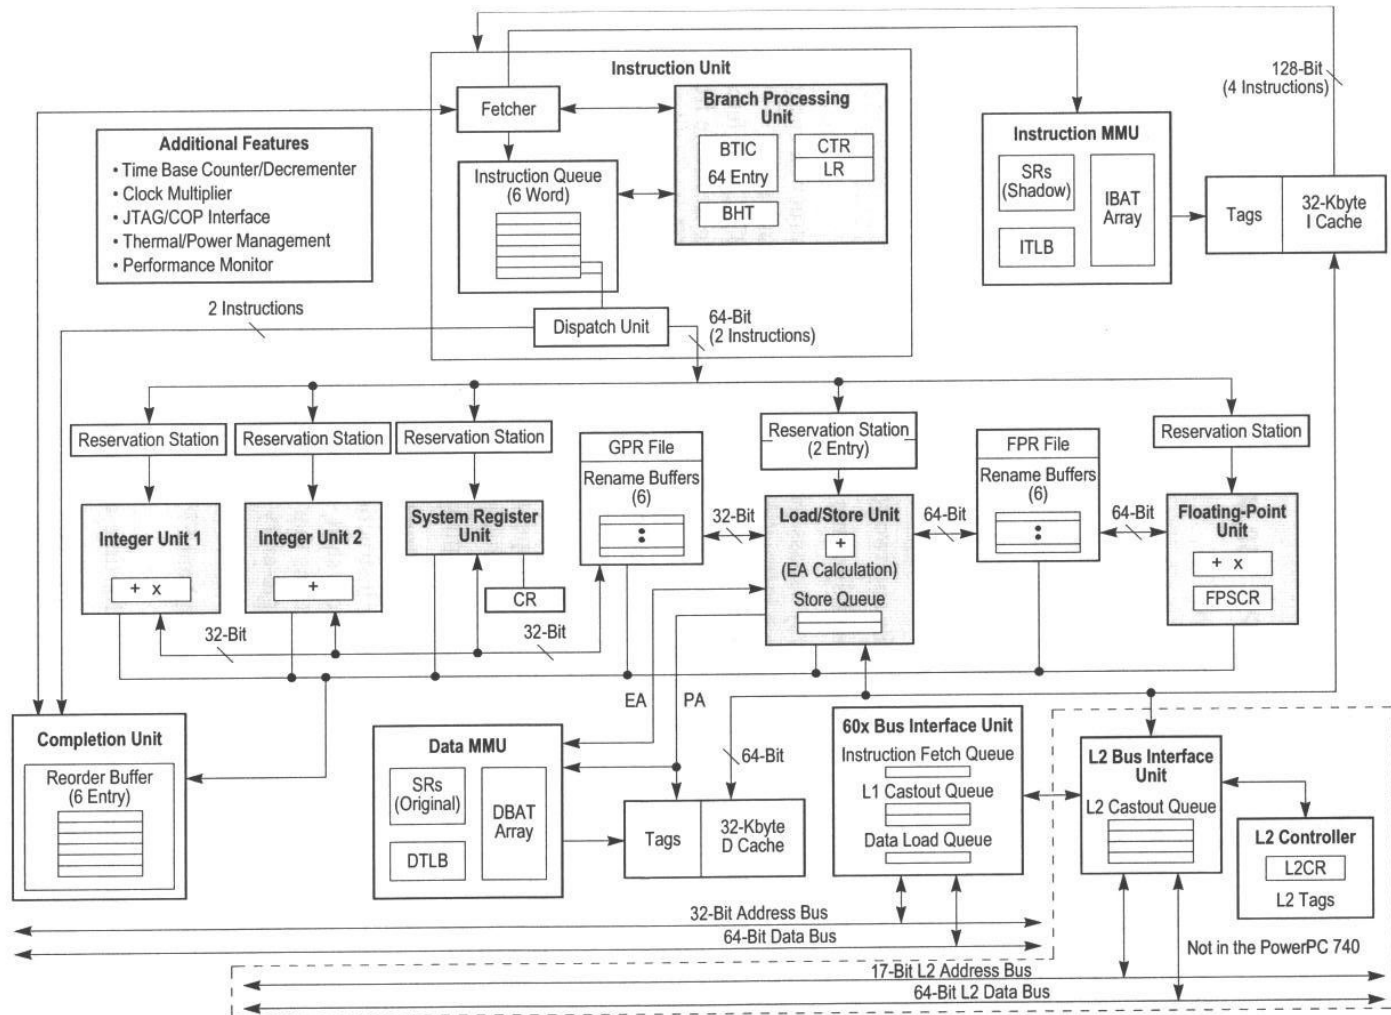 Instruction Unit
Fetcher
Branch Processing
Unit
BTIC
64 Entry
CTR
LR
BHT
Instruction Queue
(6 Word)
Dispatch Unit
128-Bit
(4 Instructions)
Additional Features
• Time Base Counter/Decrementer
• Clock Multiplier
• JTAG/COP Interface
• Thermal/Power Management
• Performance Monitor
Instruction MMU
SRs
(Shadow)
IBAT
Array
ITLB
Tags
32-Kbyte
I Cache
2 Instructions
64-Bit
(2 Instructions)
Reservation Station
Reservation Station
Reservation Station
GPR File
Rename Buffers
(6)
Reservation Station
(2 Entry)
FPR File
Rename Buffers
(6)
Reservation Station
Integer Unit 1
+ x
Integer Unit 2
+
System Register
Unit
CR
32-Bit
Load/Store Unit
+
(EA Calculation)
Store Queue
64-Bit
64-Bit
Floating-Point
Unit
+ x
FPSCR
32-Bit
32-Bit
EA
PA
Completion Unit
Reorder Buffer
(6 Entry)
Data MMU
SRs
(Original)
DBAT
Array
DTLB
64-Bit
Tags
32-Kbyte
D Cache
60x Bus Interface Unit
Instruction Fetch Queue
L1 Castout Queue
Data Load Queue
L2 Bus Interface
Unit
L2 Castout Queue
L2 Controller
L2CR
L2 Tags
32-Bit Address Bus
64-Bit Data Bus
Not in the PowerPC 740
17-Bit L2 Address Bus
64-Bit L2 Data Bus